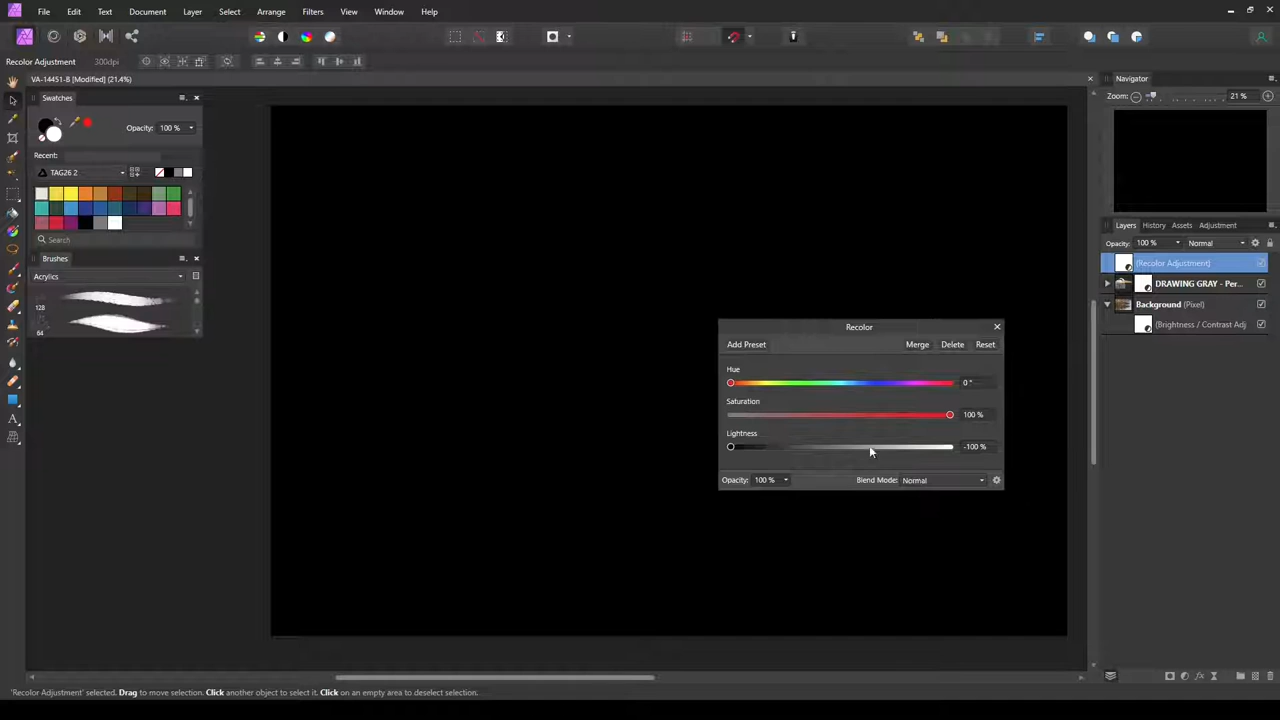 File Edit Text Document Layer Select Arrange Filters View Window Help
Recolor Adjustment 300dpi
VA-14451-8 [Modified] (21.4%)
Swatches
Opacity: 100 %
Recent:
TAG26 2
Search
Brushes
Acrylics
128
64
Navigator
Zoom: 21 %
Layers History Assets Adjustment
Opacity: 100 % Normal
(Recolor Adjustment)
DRAWING GRAY - Per...
Background (Pixel)
(Brightness / Contrast Adj
Recolor
Add Preset Merge Delete Reset
Hue
0 °
Saturation
100 %
Lightness
-100 %
Opacity: 100 % Blend Mode: Normal
'Recolor Adjustment' selected. Drag to move selection. Click another object to select it. Click on an empty area to deselect selection.